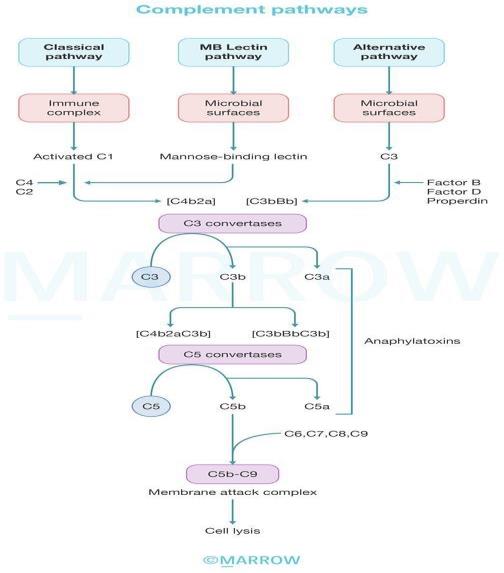 Complement pathways
Classical
pathway
MB Lectin
pathway
Alternative
pathway
Immune
complex
Microbial
surfaces
Microbial
surfaces
Activated C1
Mannose-binding lectin
C3
C4
C2
Factor B
Factor D
Properdin
[C4b2a]
[C3bBb]
C3 convertases
C3
C3b
C3a
[C4b2aC3b]
[C3bBbC3b]
Anaphylatoxins
C5 convertases
C5
C5b
C5a
C6,C7,C8,C9
C5b-C9
Membrane attack complex
Cell lysis
MARROW
©MARROW